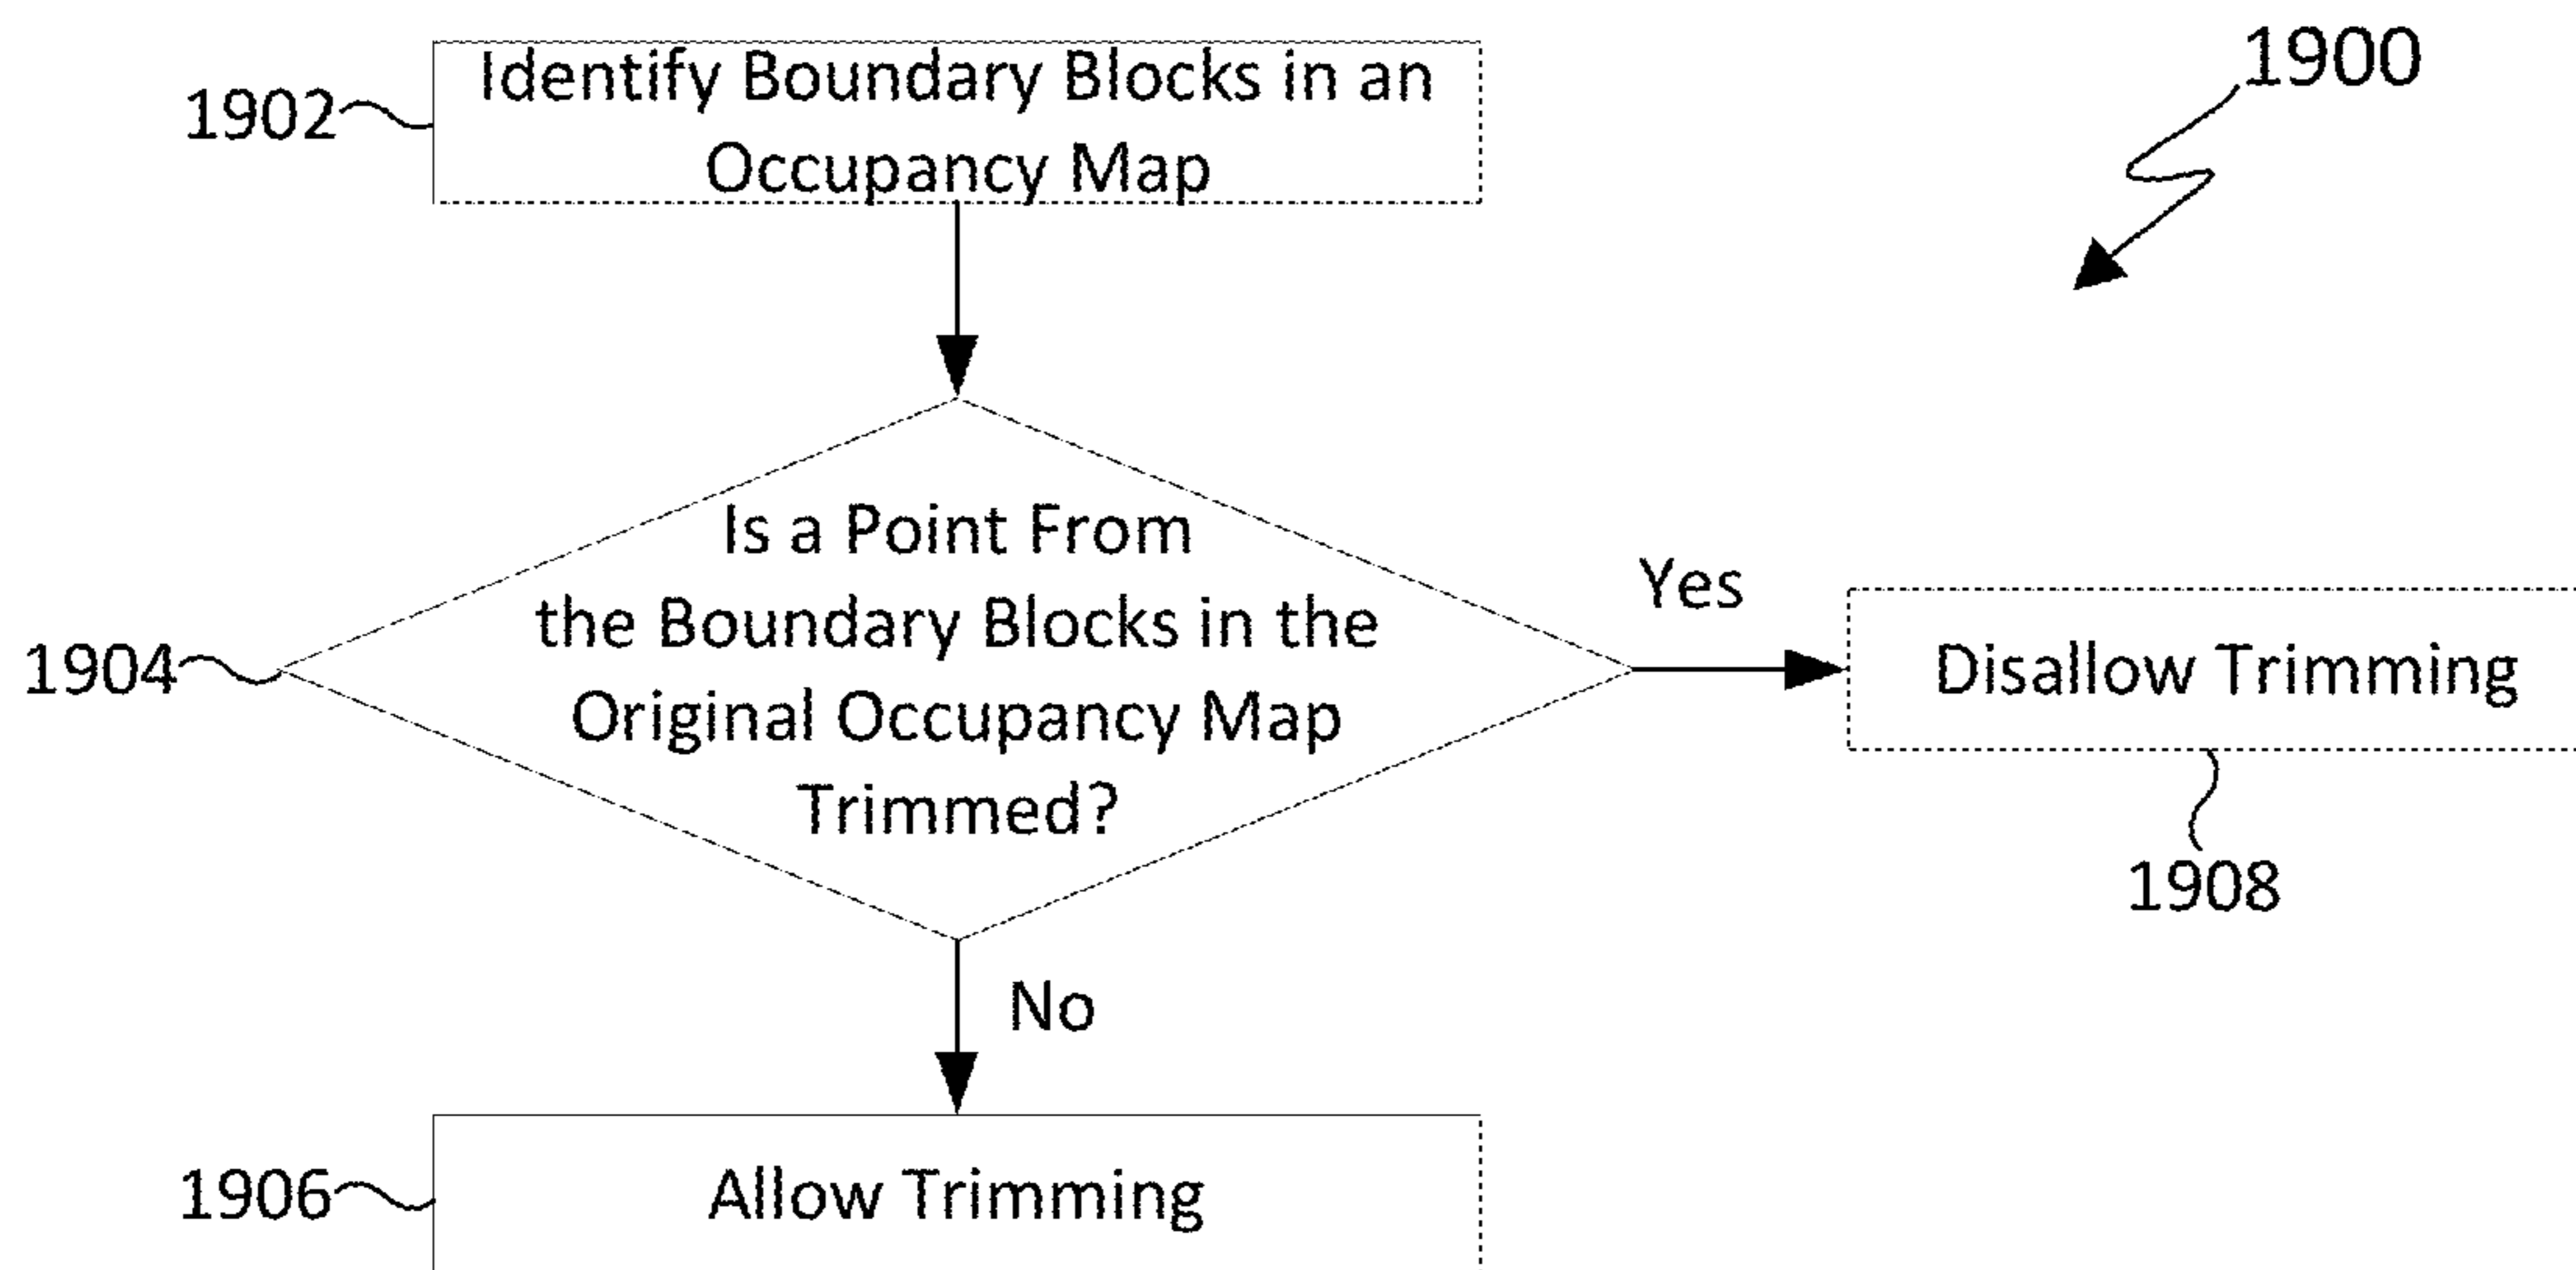 1900
1902
Identify Boundary Blocks in an
Occupancy Map
1904
Is a Point From
the Boundary Blocks in the
Original Occupancy Map
Trimmed?
Yes
Disallow Trimming
1908
No
1906
Allow Trimming